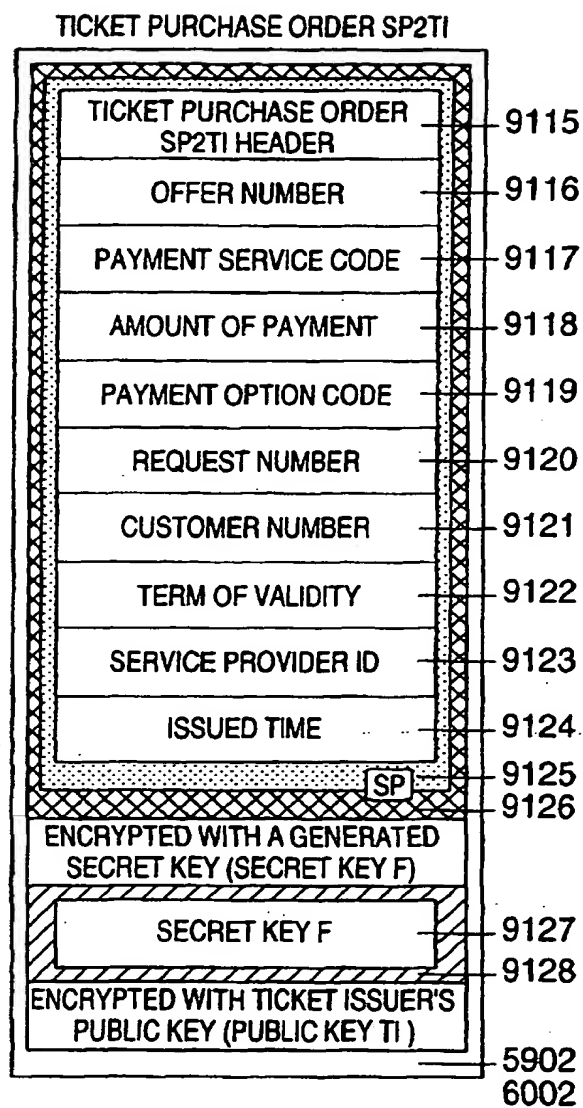 TICKET PURCHASE ORDER SP2TI
TICKET PURCHASE ORDER
SP2TI HEADER
9115
OFFER NUMBER
9116
PAYMENT SERVICE CODE
9117
AMOUNT OF PAYMENT
9118
PAYMENT OPTION CODE
9119
REQUEST NUMBER
9120
CUSTOMER NUMBER
9121
TERM OF VALIDITY
9122
SERVICE PROVIDER ID
9123
ISSUED TIME
9124
SP
9125
9126
ENCRYPTED WITH A GENERATED
SECRET KEY (SECRET KEY F)
SECRET KEY F
9127
9128
ENCRYPTED WITH TICKET ISSUER'S
PUBLIC KEY (PUBLIC KEY TI )
5902
6002